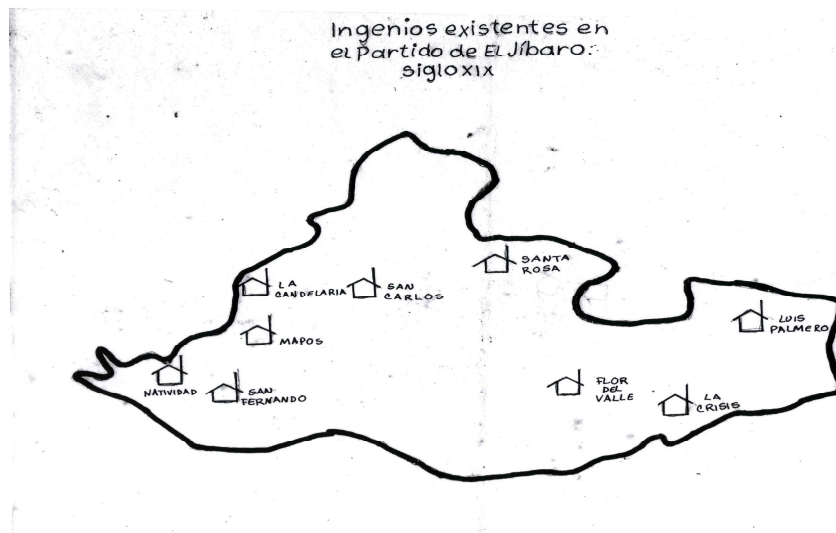 Ingenios existentes en
el Partido de El Jíbaro:
siglo XIX
SANTA
ROSA
LA
CANDELARIA
SAN
CARLOS
LUIS
PALMERO
MAPOS
NATIVIDAD
SAN
FERNANDO
FLOR
DEL
VALLE
LA
CRISIS